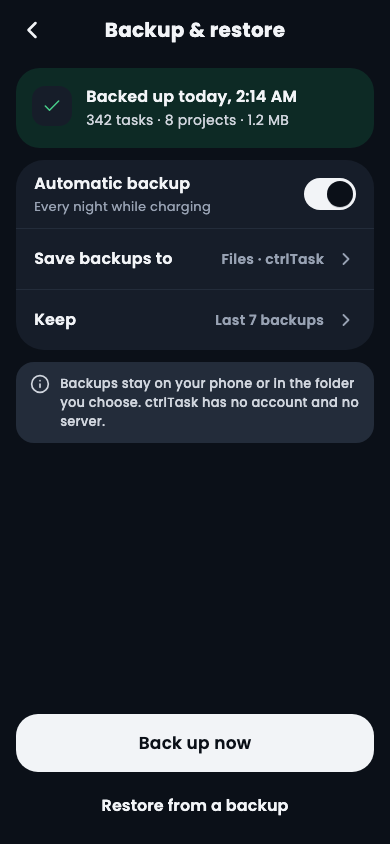 Backup & restore
Backed up today, 2:14 AM
342 tasks · 8 projects · 1.2 MB
Automatic backup
Every night while charging
Save backups to Files · ctrlTask
Keep Last 7 backups
Backups stay on your phone or in the folder
you choose. ctrlTask has no account and no
server.
Back up now
Restore from a backup